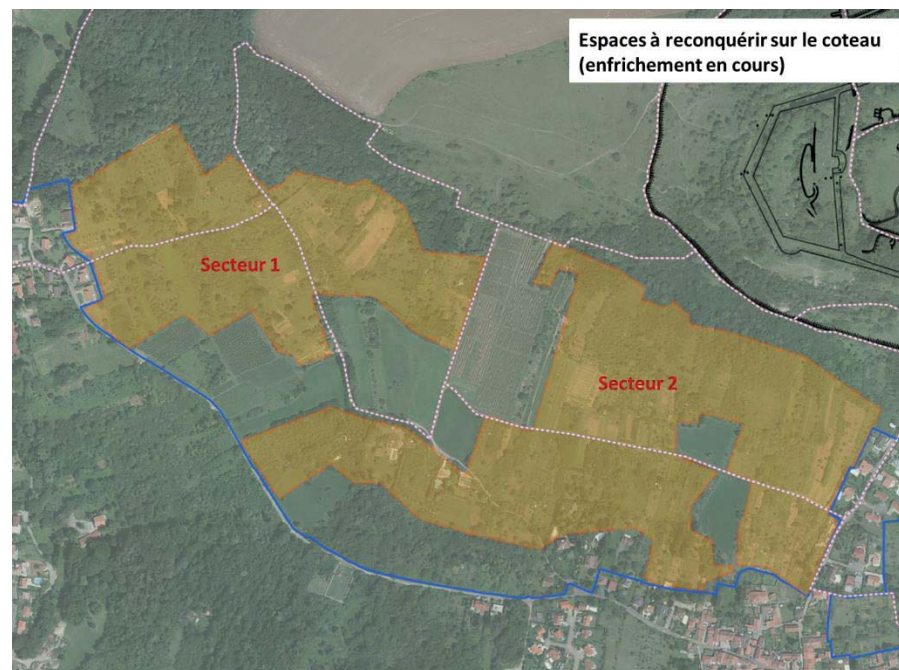 Espaces à reconquérir sur le coteau
(enfrichement en cours)
Secteur 1
Secteur 2